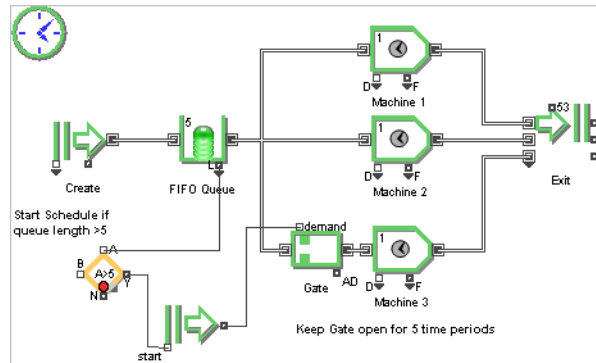 1
D
F
Machine 1
5
L
FIFO Queue
Create
1
D
F
Machine 2
53
Exit
Start Schedule if
queue length >5
A
B
A>5
Y
N
start
demand
Gate
AD
1
D
F
Machine 3
Keep Gate open for 5 time periods